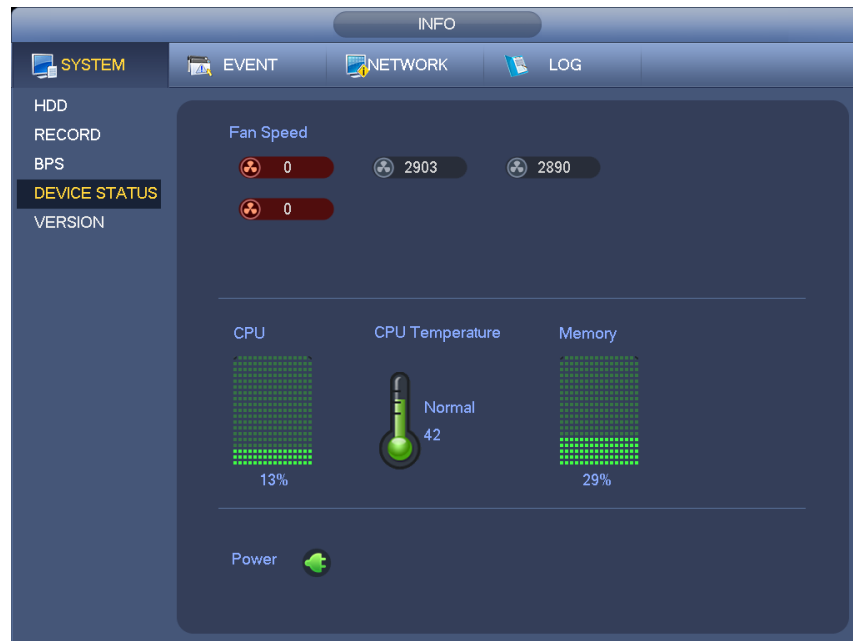 INFO
SYSTEM
EVENT
NETWORK
LOG
HDD
RECORD
BPS
DEVICE STATUS
VERSION
Fan Speed
0
2903
2890
0
CPU
CPU Temperature
Memory
Normal
42
13%
29%
Power